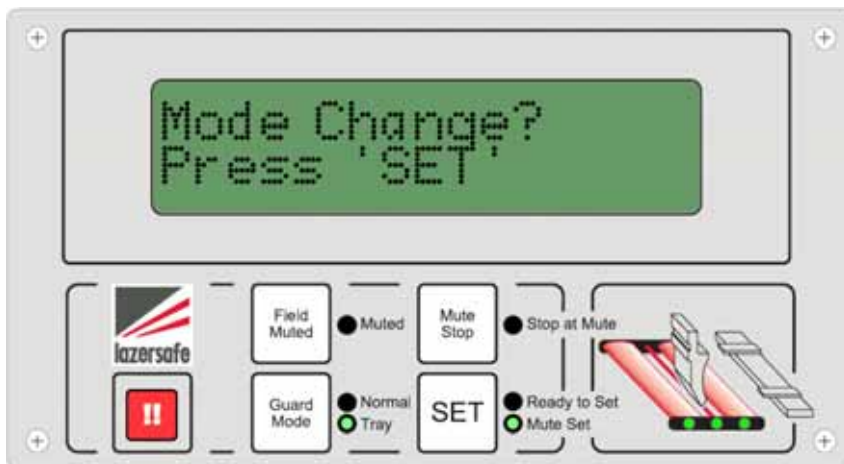 Mode Change?
Press 'SET'
lazersafe
!!
Field
Muted
Muted
Mute
Stop
Stop at Mute
Guard
Mode
Normal
Tray
SET
Ready to Set
Mute Set